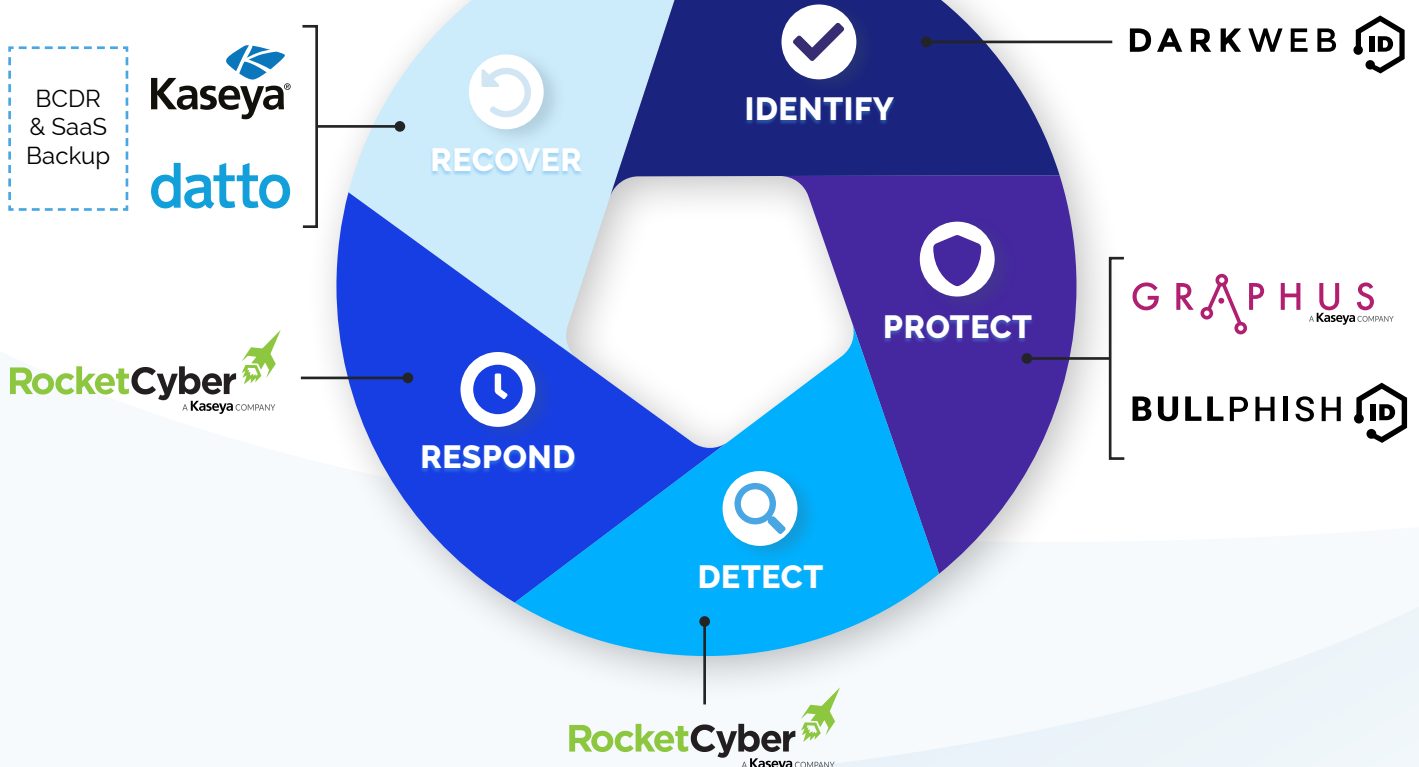 BCDR
& SaaS
Backup
Kaseya®
datto
RECOVER
IDENTIFY
DARKWEB ID
PROTECT
GRAPHUS
A Kaseya COMPANY
BULLPHISH ID
RocketCyber
A Kaseya COMPANY
RESPOND
DETECT
RocketCyber
A Kaseya COMPANY